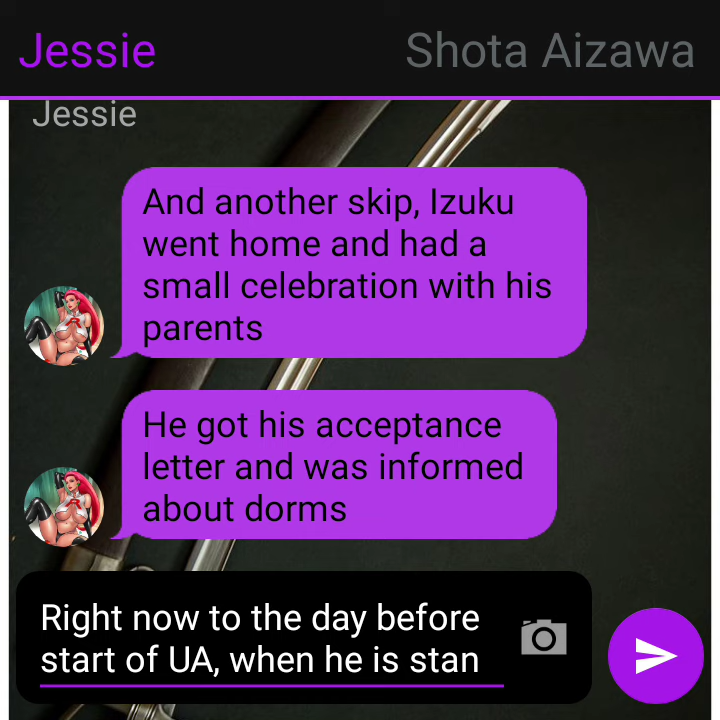 Jessie
Shota Aizawa
Jessie
And another skip, Izuku
went home and had a
small celebration with his
parents
He got his acceptance
letter and was informed
about dorms
Right now to the day before
start of UA, when he is stan